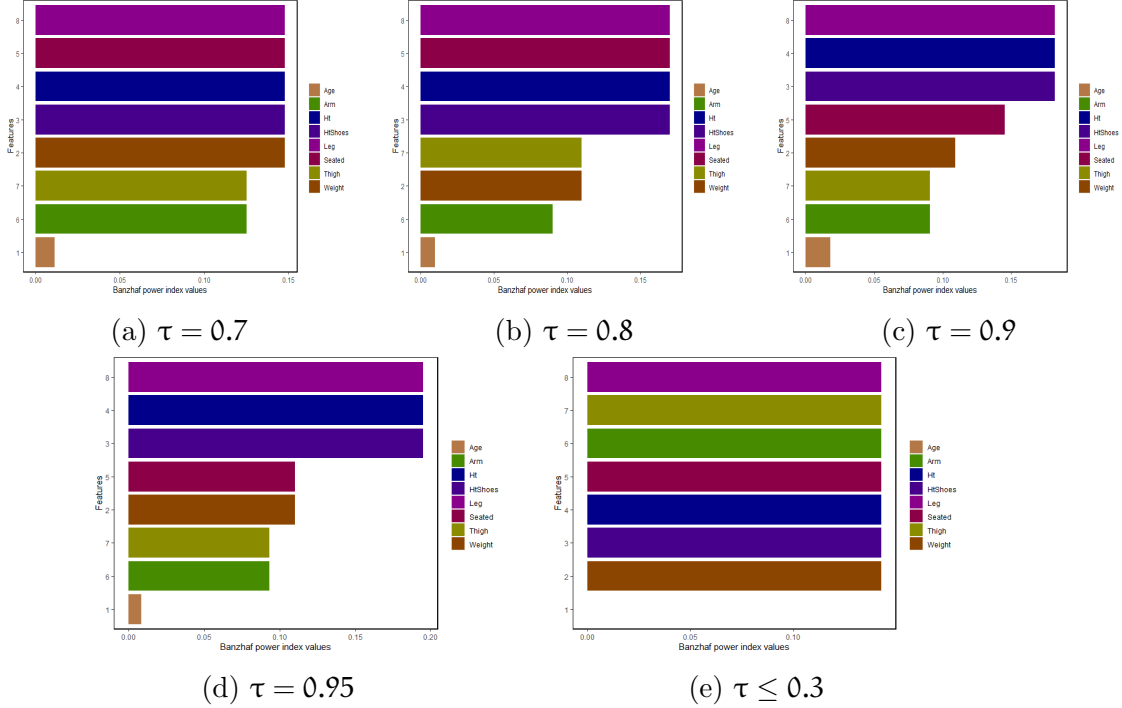 Features
8
5
4
3
2
7
6
1
0.00
0.05
0.10
0.15
Banzhaf power index values
Age
Arm
Ht
HtShoes
Leg
Seated
Thigh
Weight
(a) τ = 0.7
Features
8
5
4
3
7
2
6
1
0.00
0.05
0.10
0.15
Banzhaf power index values
Age
Arm
Ht
HtShoes
Leg
Seated
Thigh
Weight
(b) τ = 0.8
Features
8
4
3
5
2
7
6
1
0.00
0.05
0.10
0.15
Banzhaf power index values
Age
Arm
Ht
HtShoes
Leg
Seated
Thigh
Weight
(c) τ = 0.9
Features
8
4
3
5
2
7
6
1
0.00
0.05
0.10
0.15
0.20
Banzhaf power index values
Age
Arm
Ht
HtShoes
Leg
Seated
Thigh
Weight
(d) τ = 0.95
Features
8
7
6
5
4
3
2
1
0.00
0.10
Banzhaf power index values
Age
Arm
Ht
HtShoes
Leg
Seated
Thigh
Weight
(e) τ ≤ 0.3